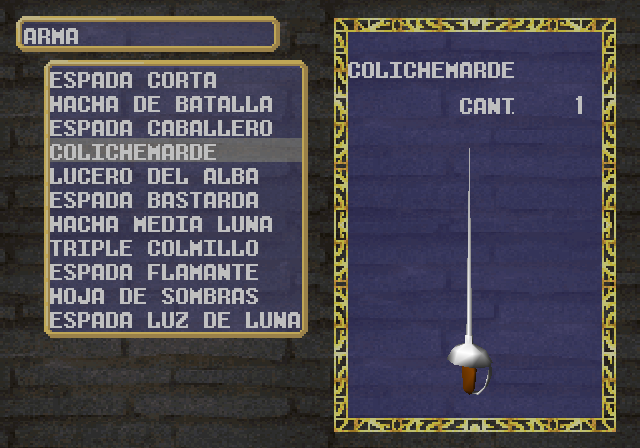 ARMA
ESPADA CORTA
HACHA DE BATALLA
ESPADA CABALLERO
COLICHEMARDE
LUCERO DEL ALBA
ESPADA BASTARDA
HACHA MEDIA LUNA
TRIPLE COLMILLO
ESPADA FLAMANTE
HOJA DE SOMBRAS
ESPADA LUZ DE LUNA
COLICHEMARDE
CANT. 1